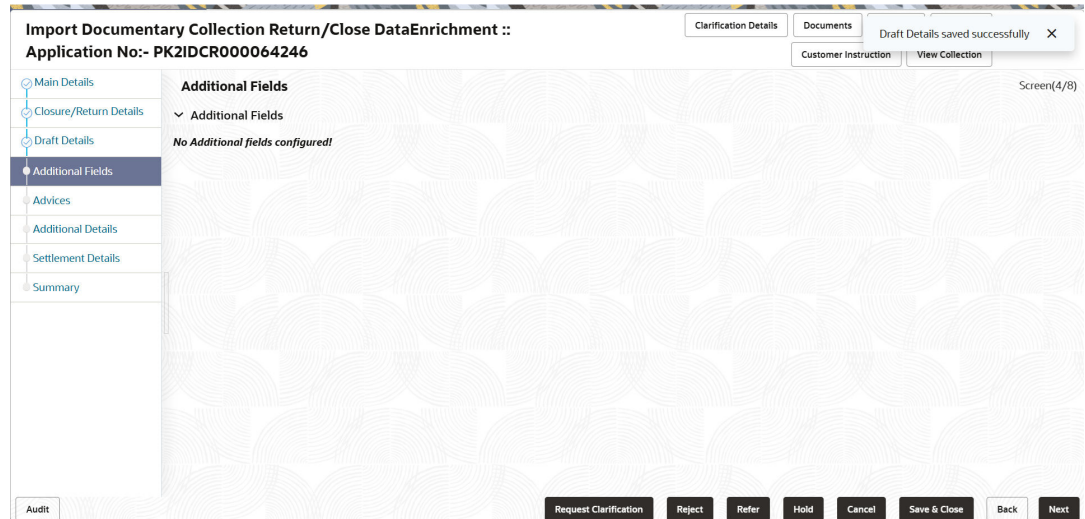 Import Documentary Collection Return/Close DataEnrichment ::
Application No:- PK2IDCR000064246
Clarification Details
Documents
Draft Details saved successfully
Customer Instruction
View Collection
Main Details
Closure/Return Details
Draft Details
Additional Fields
Advices
Additional Details
Settlement Details
Summary
Additional Fields
Screen(4/8)
Additional Fields
No Additional fields configured!
Audit
Request Clarification
Reject
Refer
Hold
Cancel
Save & Close
Back
Next